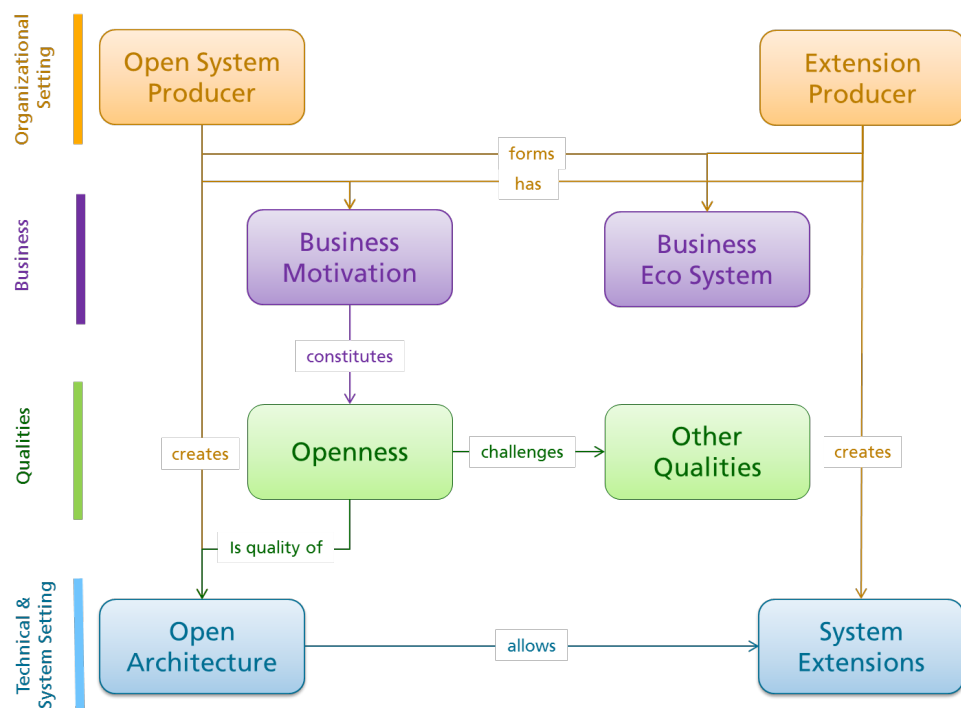 Organizational
Setting
Open System
Producer
Extension
Producer
forms
has
Business
Business
Motivation
Business
Eco System
constitutes
Qualities
Openness
challenges
Other
Qualities
creates
creates
Is quality of
Technical &
System Setting
Open
Architecture
allows
System
Extensions